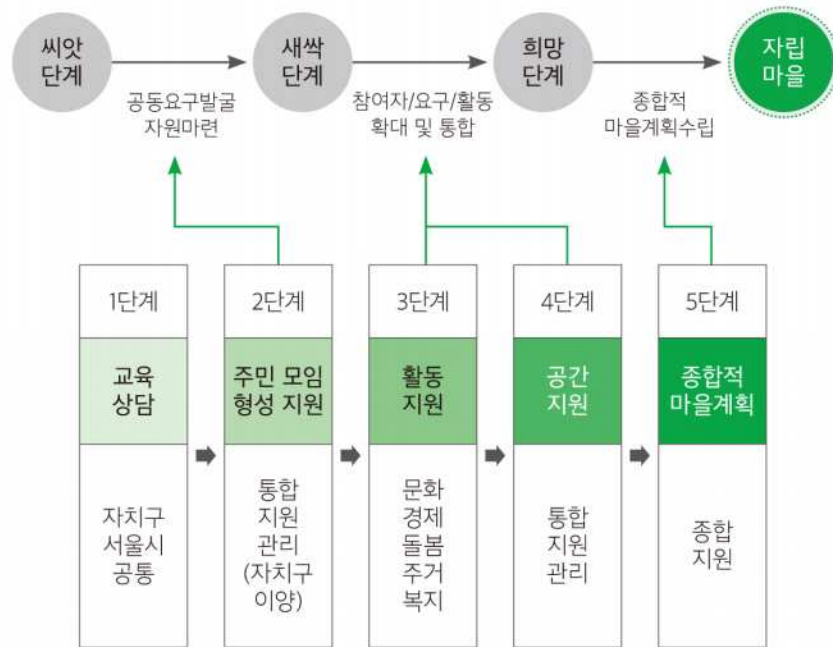 씨앗
단계
새싹
단계
희망
단계
자립
마을
공동요구발굴
자원마련
참여자/요구/활동
확대 및 통합
종합적
마을계획수립
1단계
2단계
3단계
4단계
5단계
교육
상담
주민 모임
형성 지원
활동
지원
공간
지원
종합적
마을계획
자치구
서울시
공통
통합
지원
관리
(자치구
이양)
문화
경제
돌봄
주거
복지
통합
지원
관리
종합
지원